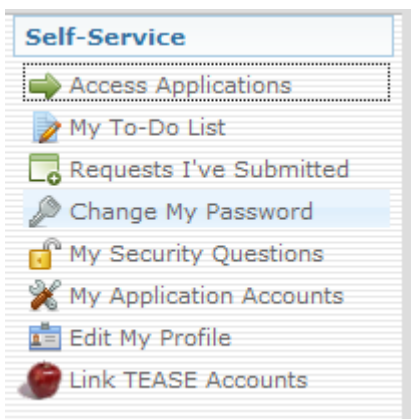 Self-Service
Access Applications
My To-Do List
Requests I've Submitted
Change My Password
My Security Questions
My Application Accounts
Edit My Profile
Link TEASE Accounts